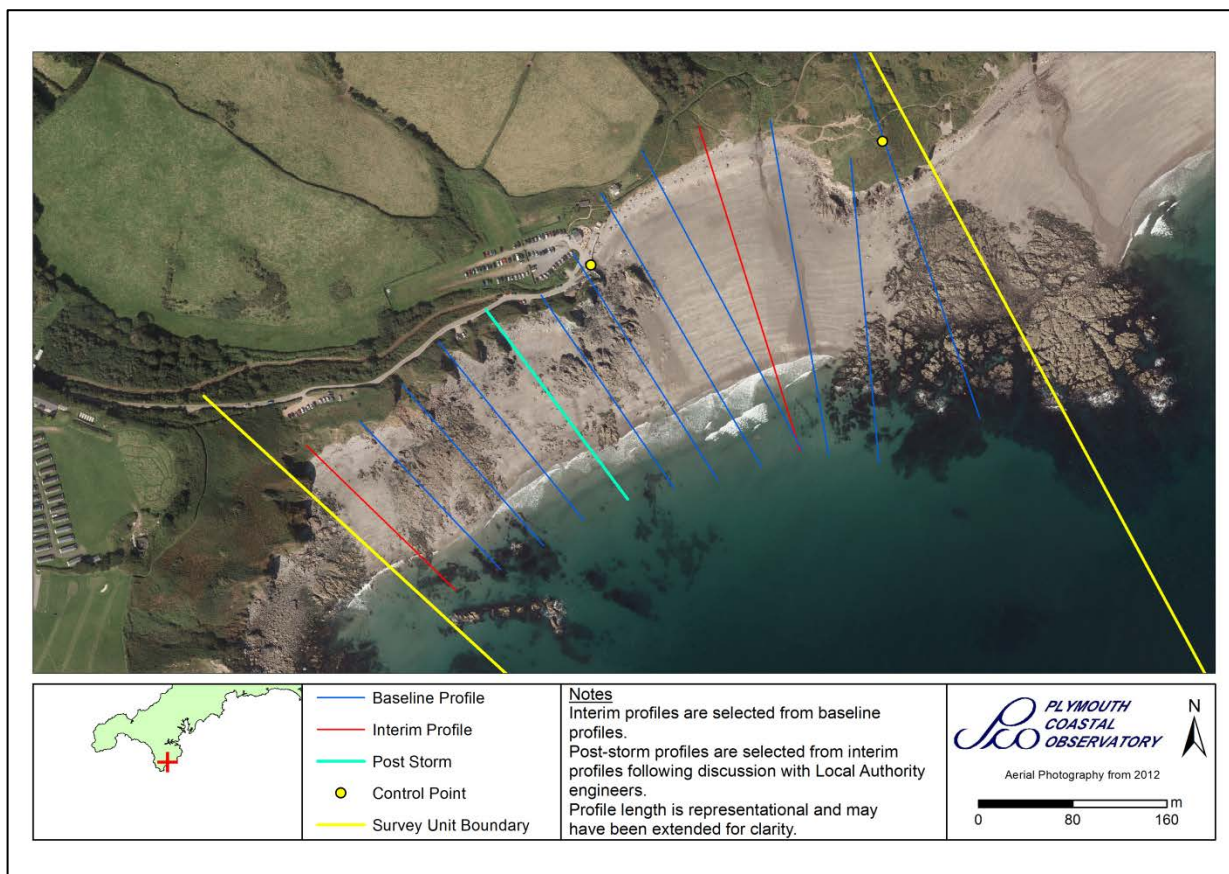 Baseline Profile
Interim Profile
Post Storm
Control Point
Survey Unit Boundary
Notes
Interim profiles are selected from baseline
profiles.
Post-storm profiles are selected from interim
profiles following discussion with Local Authority
engineers.
Profile length is representational and may
have been extended for clarity.
PCO
PLYMOUTH
COASTAL
OBSERVATORY
N
Aerial Photography from 2012
m
0 80 160